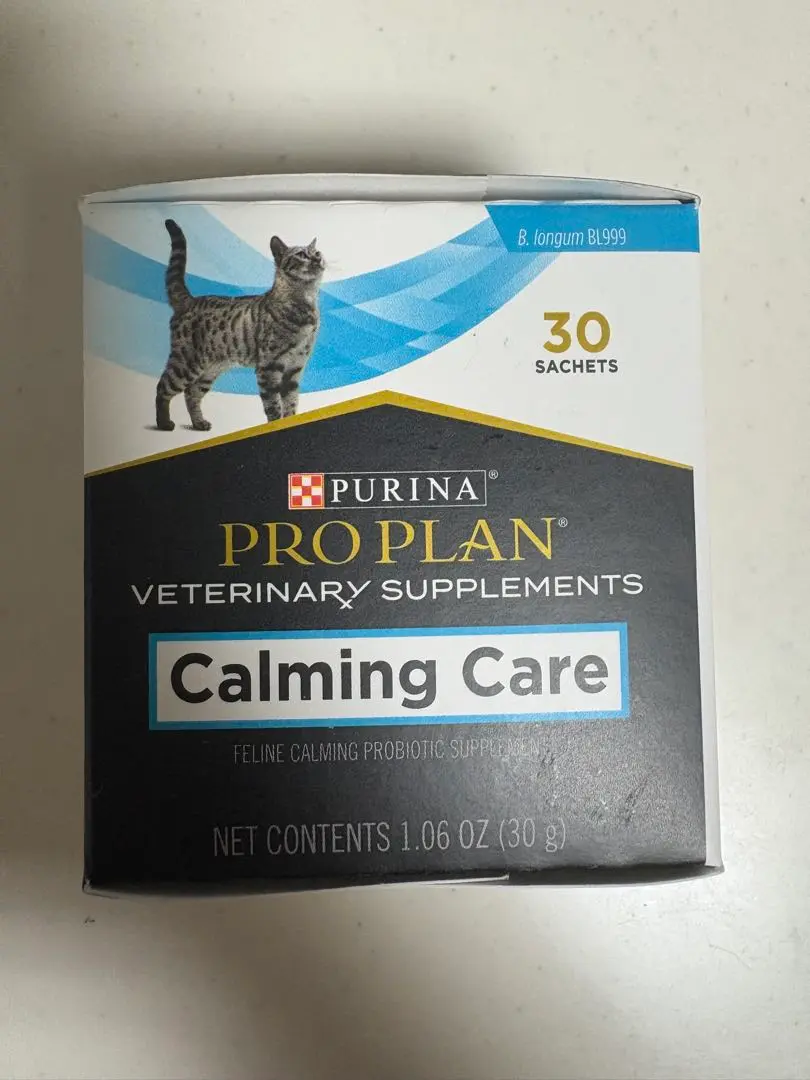 B. longum BL999
30
SACHETS
PURINA®
PRO PLAN®
VETERINARY SUPPLEMENTS
Calming Care
FELINE CALMING PROBIOTIC SUPPLEMENT
NET CONTENTS 1.06 OZ (30 g)